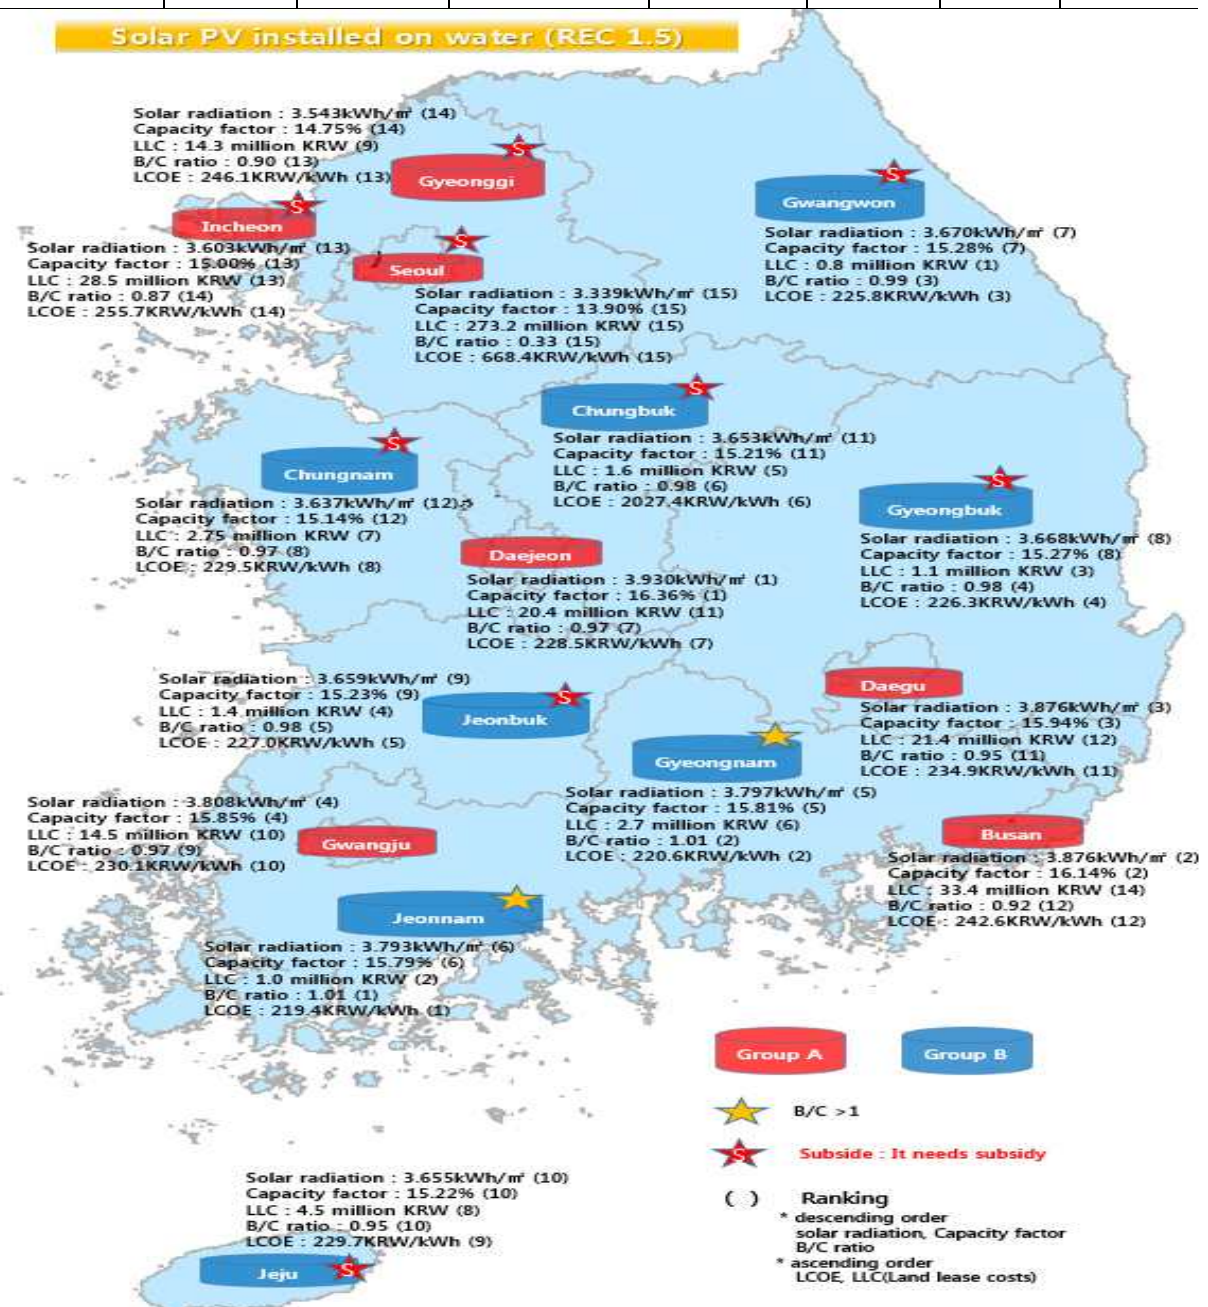 Solar PV installed on water (REC 1.5)
Solar radiation : 3.543kWh/㎡ (14)
Capacity factor : 14.75% (14)
LLC : 14.3 million KRW (9)
B/C ratio : 0.90 (13)
LCOE : 246.1KRW/kWh (13)
S
Gyeonggi
S
Incheon
Solar radiation : 3.603kWh/㎡ (13)
Capacity factor : 15.00% (13)
LLC : 28.5 million KRW (13)
B/C ratio : 0.87 (14)
LCOE : 255.7KRW/kWh (14)
S
Seoul
Solar radiation : 3.339kWh/㎡ (15)
Capacity factor : 13.90% (15)
LLC : 273.2 million KRW (15)
B/C ratio : 0.33 (15)
LCOE : 668.4KRW/kWh (15)
S
Gwangwon
Solar radiation : 3.670kWh/㎡ (7)
Capacity factor : 15.28% (7)
LLC : 0.8 million KRW (1)
B/C ratio : 0.99 (3)
LCOE : 225.8KRW/kWh (3)
S
Chungbuk
Solar radiation : 3.653kWh/㎡ (11)
Capacity factor : 15.21% (11)
LLC : 1.6 million KRW (5)
B/C ratio : 0.98 (6)
LCOE : 2027.4KRW/kWh (6)
S
Chungnam
Solar radiation : 3.637kWh/㎡ (12)
Capacity factor : 15.14% (12)
LLC : 2.75 million KRW (7)
B/C ratio : 0.97 (8)
LCOE : 229.5KRW/kWh (8)
S
Gyeongbuk
Solar radiation : 3.668kWh/㎡ (8)
Capacity factor : 15.27% (8)
LLC : 1.1 million KRW (3)
B/C ratio : 0.98 (4)
LCOE : 226.3KRW/kWh (4)
Daejeon
Solar radiation : 3.930kWh/㎡ (1)
Capacity factor : 16.36% (1)
LLC : 20.4 million KRW (11)
B/C ratio : 0.97 (7)
LCOE : 228.5KRW/kWh (7)
Solar radiation : 3.659kWh/㎡ (9)
Capacity factor : 15.23% (9)
LLC : 1.4 million KRW (4)
B/C ratio : 0.98 (5)
LCOE : 227.0KRW/kWh (5)
S
Jeonbuk
Daegu
Solar radiation : 3.876kWh/㎡ (3)
Capacity factor : 15.94% (3)
LLC : 21.4 million KRW (12)
B/C ratio : 0.95 (11)
LCOE : 234.9KRW/kWh (11)
Gyeongnam
Solar radiation : 3.797kWh/㎡ (5)
Capacity factor : 15.81% (5)
LLC : 2.7 million KRW (6)
B/C ratio : 1.01 (2)
LCOE : 220.6KRW/kWh (2)
Solar radiation : 3.808kWh/㎡ (4)
Capacity factor : 15.85% (4)
LLC : 14.5 million KRW (10)
B/C ratio : 0.97 (9)
LCOE : 230.1KRW/kWh (10)
Gwangju
Busan
Solar radiation : 3.876kWh/㎡ (2)
Capacity factor : 16.14% (2)
LLC : 33.4 million KRW (14)
B/C ratio : 0.92 (12)
LCOE : 242.6KRW/kWh (12)
Jeonnam
Solar radiation : 3.793kWh/㎡ (6)
Capacity factor : 15.79% (6)
LLC : 1.0 million KRW (2)
B/C ratio : 1.01 (1)
LCOE : 219.4KRW/kWh (1)
Group A
Group B
B/C >1
S
Subside : It needs subsidy
( ) Ranking
* descending order
solar radiation, Capacity factor
B/C ratio
* ascending order
LCOE, LLC(Land lease costs)
Solar radiation : 3.655kWh/㎡ (10)
Capacity factor : 15.22% (10)
LLC : 4.5 million KRW (8)
B/C ratio : 0.95 (10)
LCOE : 229.7KRW/kWh (9)
Jeju
S